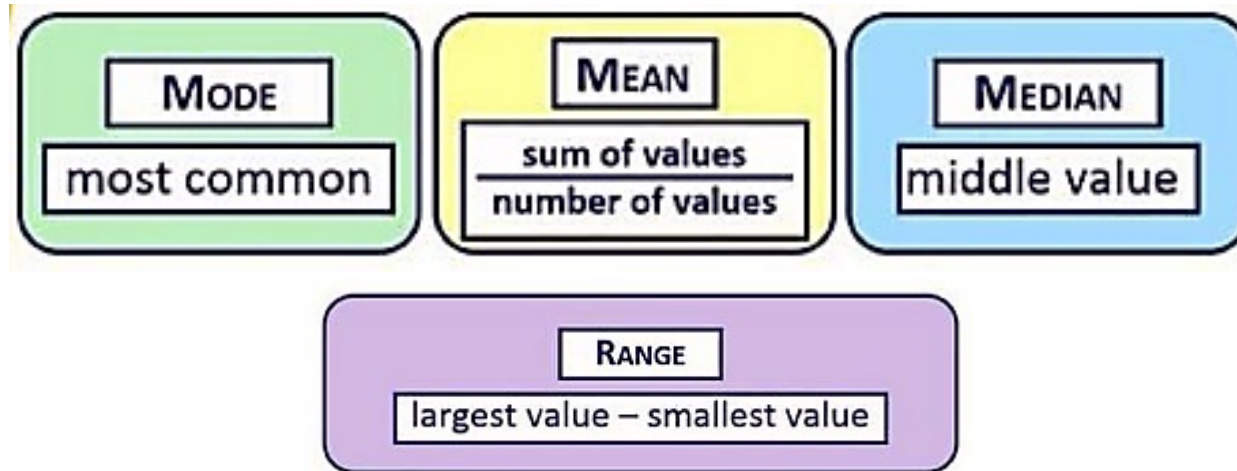 MODE
most common
MEAN
sum of values
number of values
MEDIAN
middle value
RANGE
largest value – smallest value